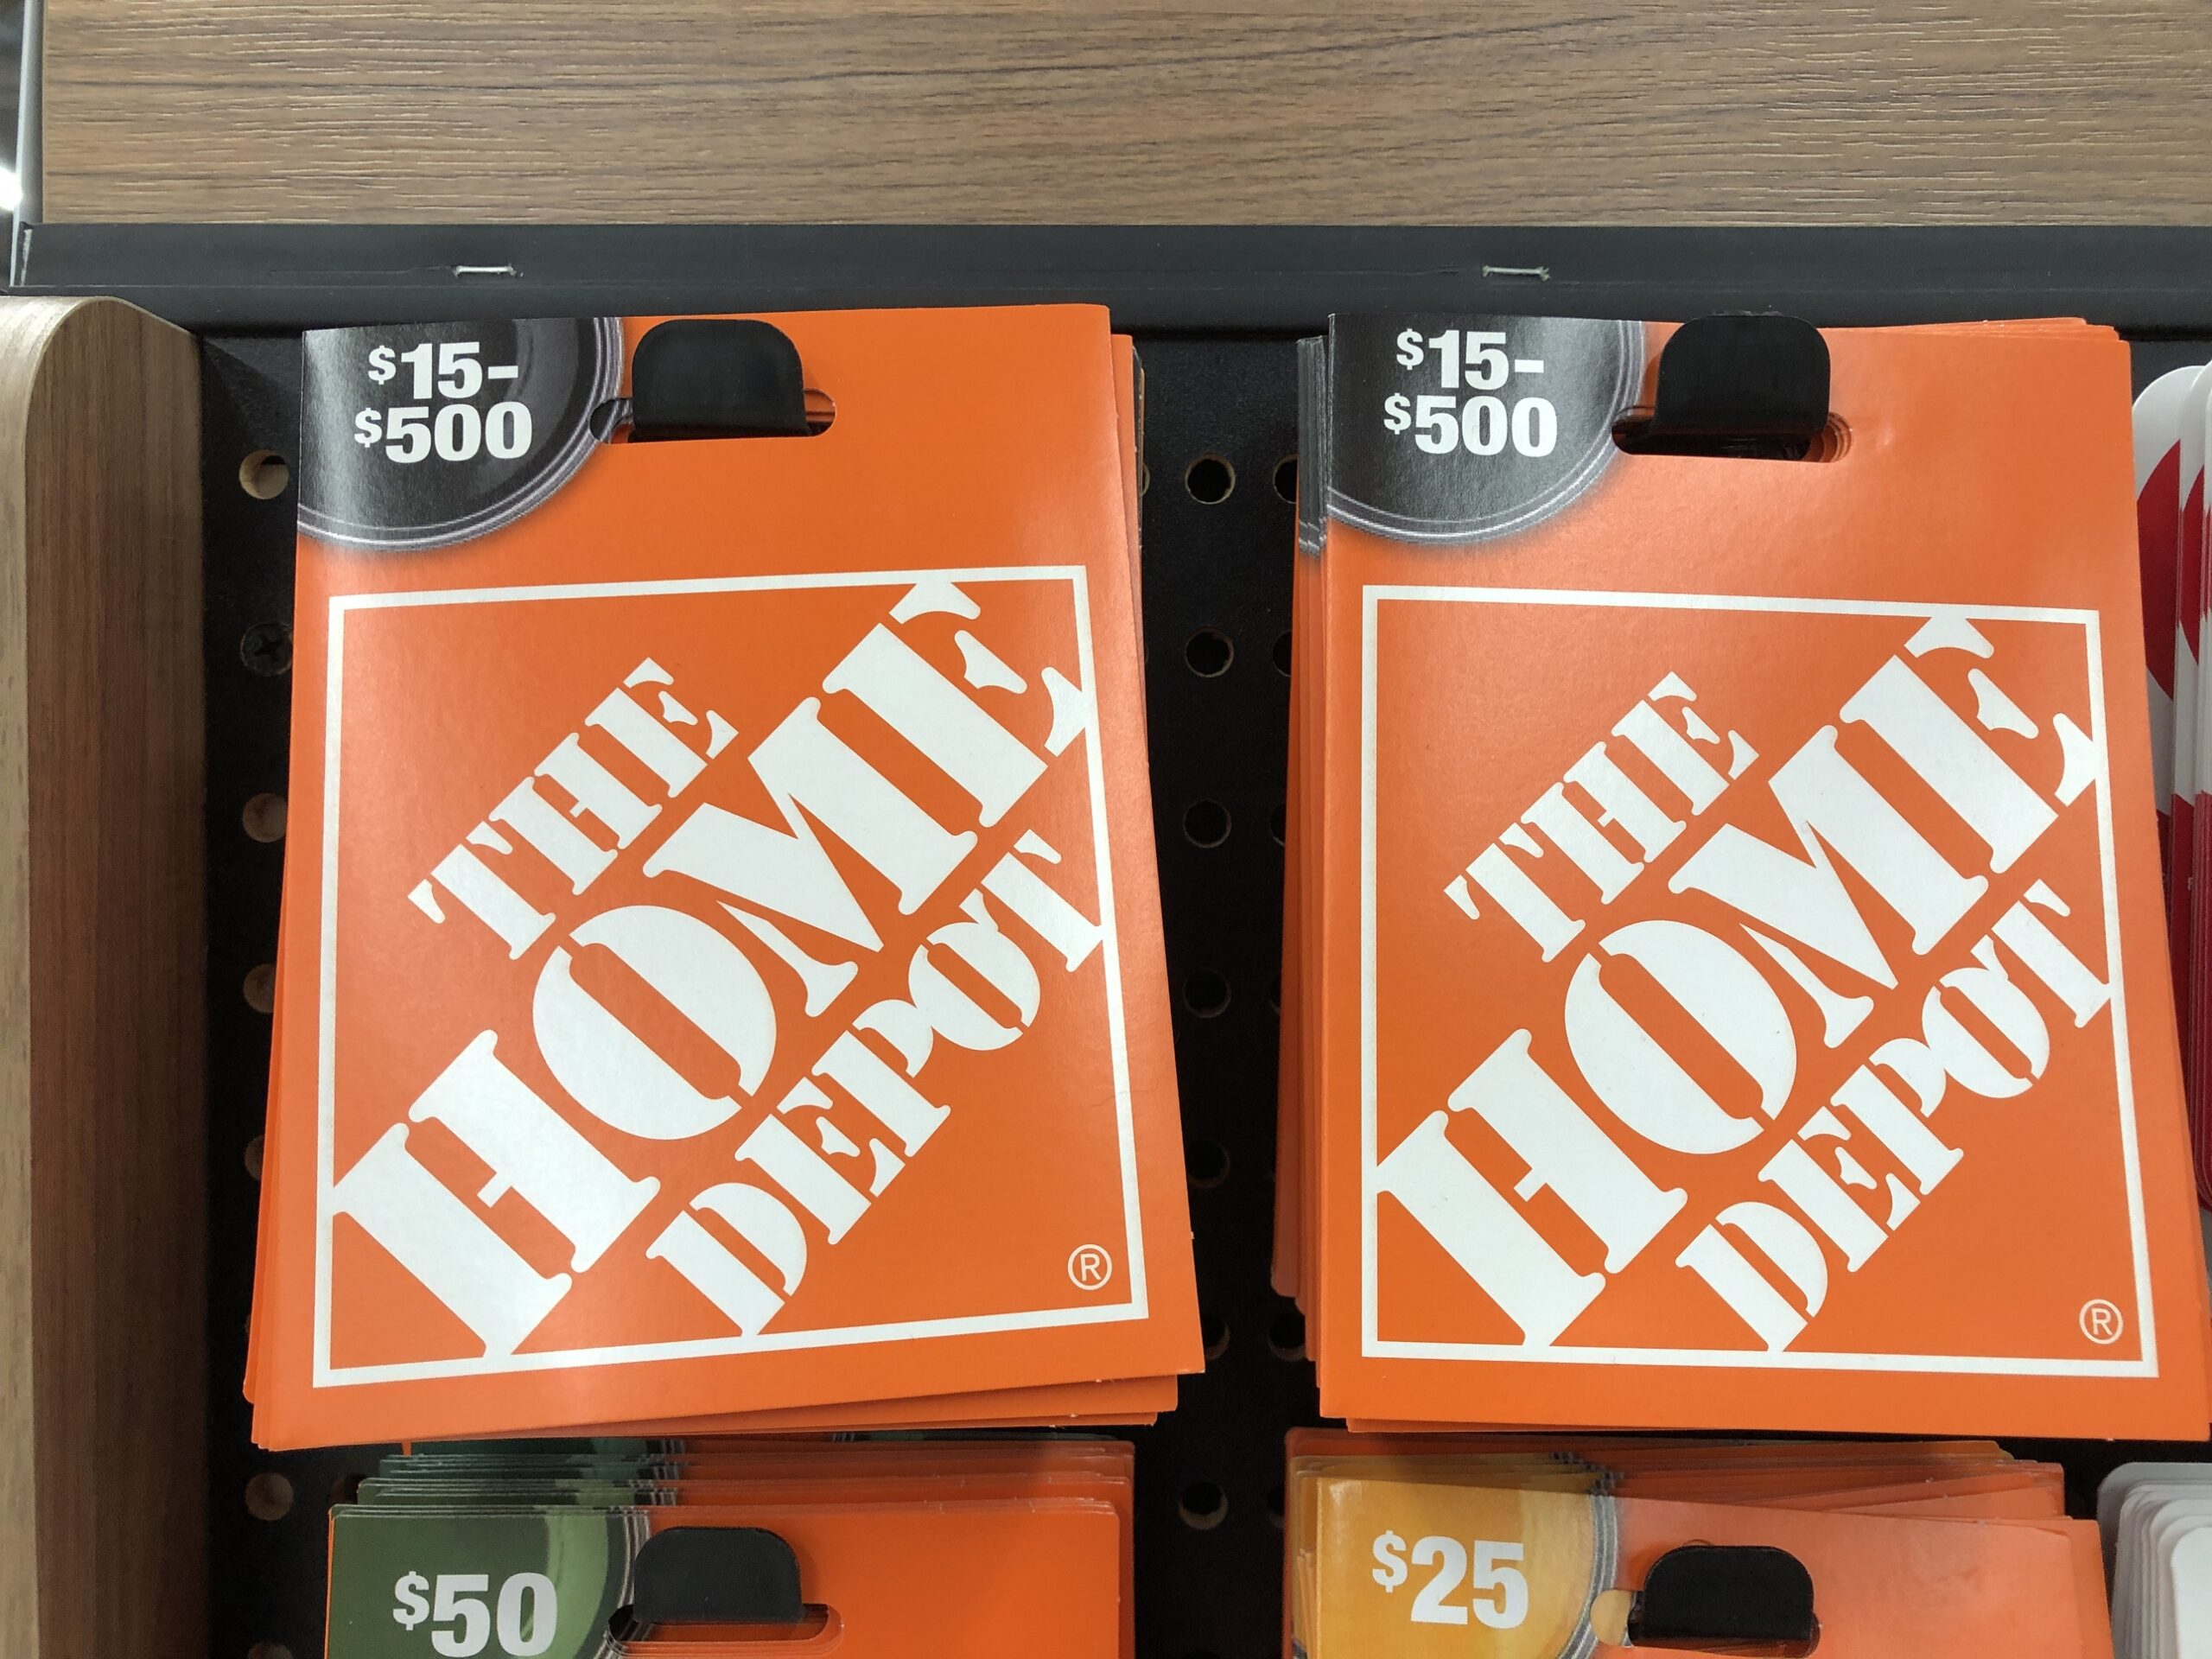 $15-
$500
THE
HOME
DEPOT
®
$15-
$500
THE
HOME
DEPOT
®
$50
$25